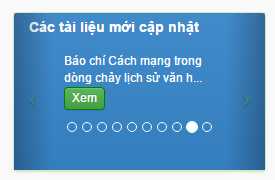 Các tài liệu mới cập nhật
Báo chí Cách mạng trong
dòng chảy lịch sử văn h...
Xem